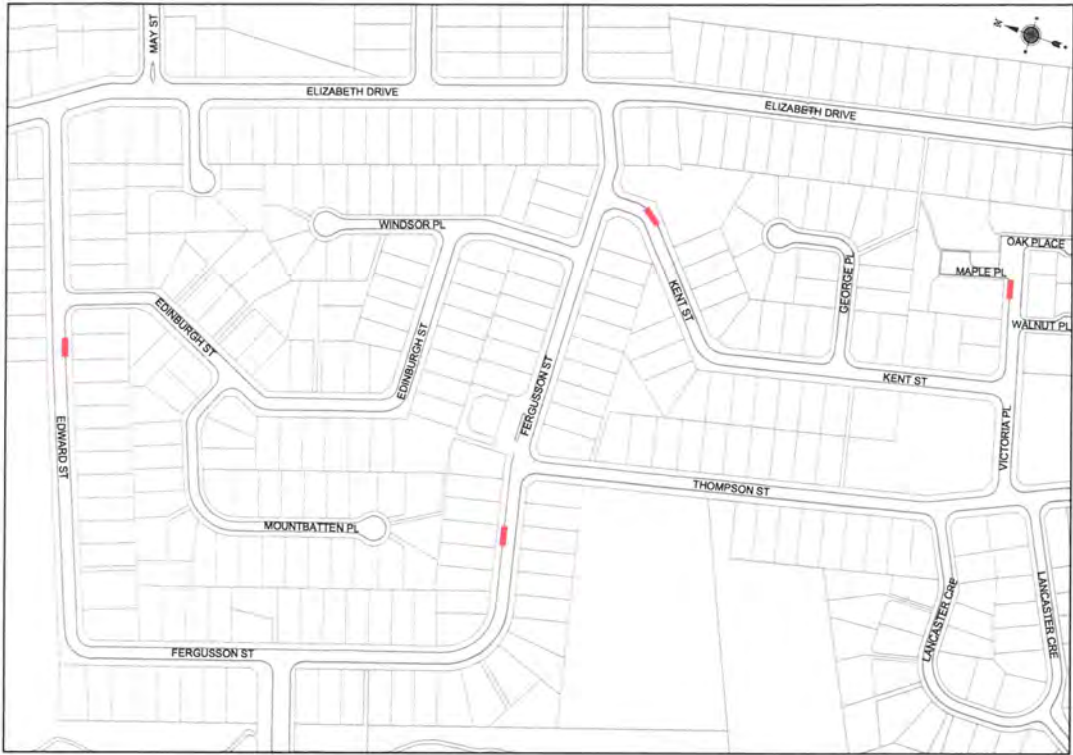 MAY ST
N
ELIZABETH DRIVE
ELIZABETH DRIVE
WINDSOR PL
OAK PLACE
MAPLE PL
GEORGE PL
KENT ST
EDINBURGH ST
WALNUT PL
EDINBURGH ST
FERGUSSON ST
KENT ST
EDWARD ST
VICTORIA PL
THOMPSON ST
MOUNTBATTEN PL
LANCASTER CRE
LANCASTER CRE
FERGUSSON ST